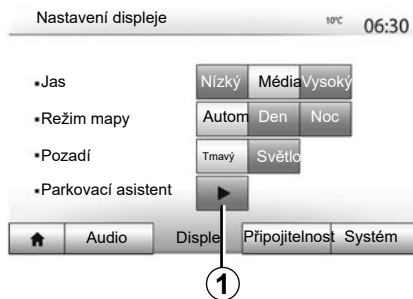 Nastavení displeje 10°C 06:30
▪Jas Nízký Média Vysoký
▪Režim mapy Autom Den Noc
▪Pozadí Tmavý Světlo
▪Parkovací asistent
Audio Disple Připojitelnost Systém
1